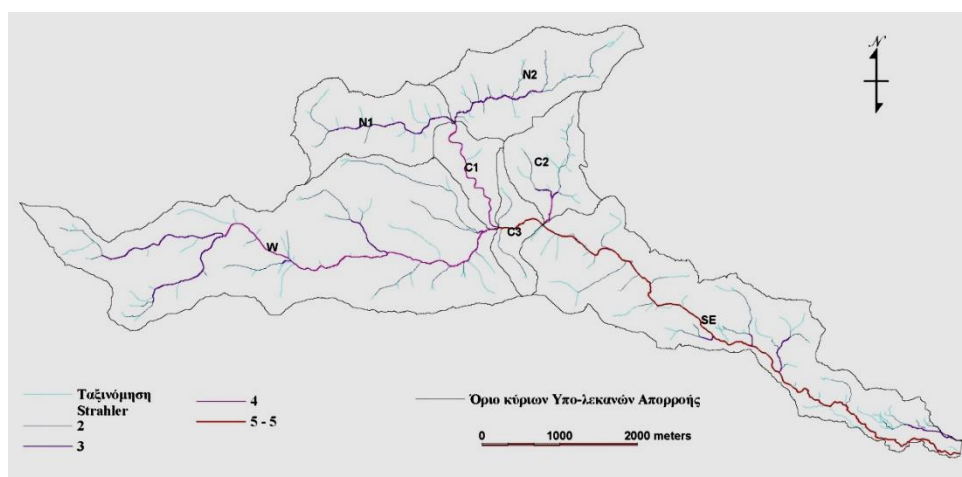 N
N2
N1
C1
C2
C3
W
SE
Ταξινόμηση
Strahler
2
3
4
5 - 5
Όριο κύριων Υπο-λεκανών Απορροής
0 1000 2000 meters